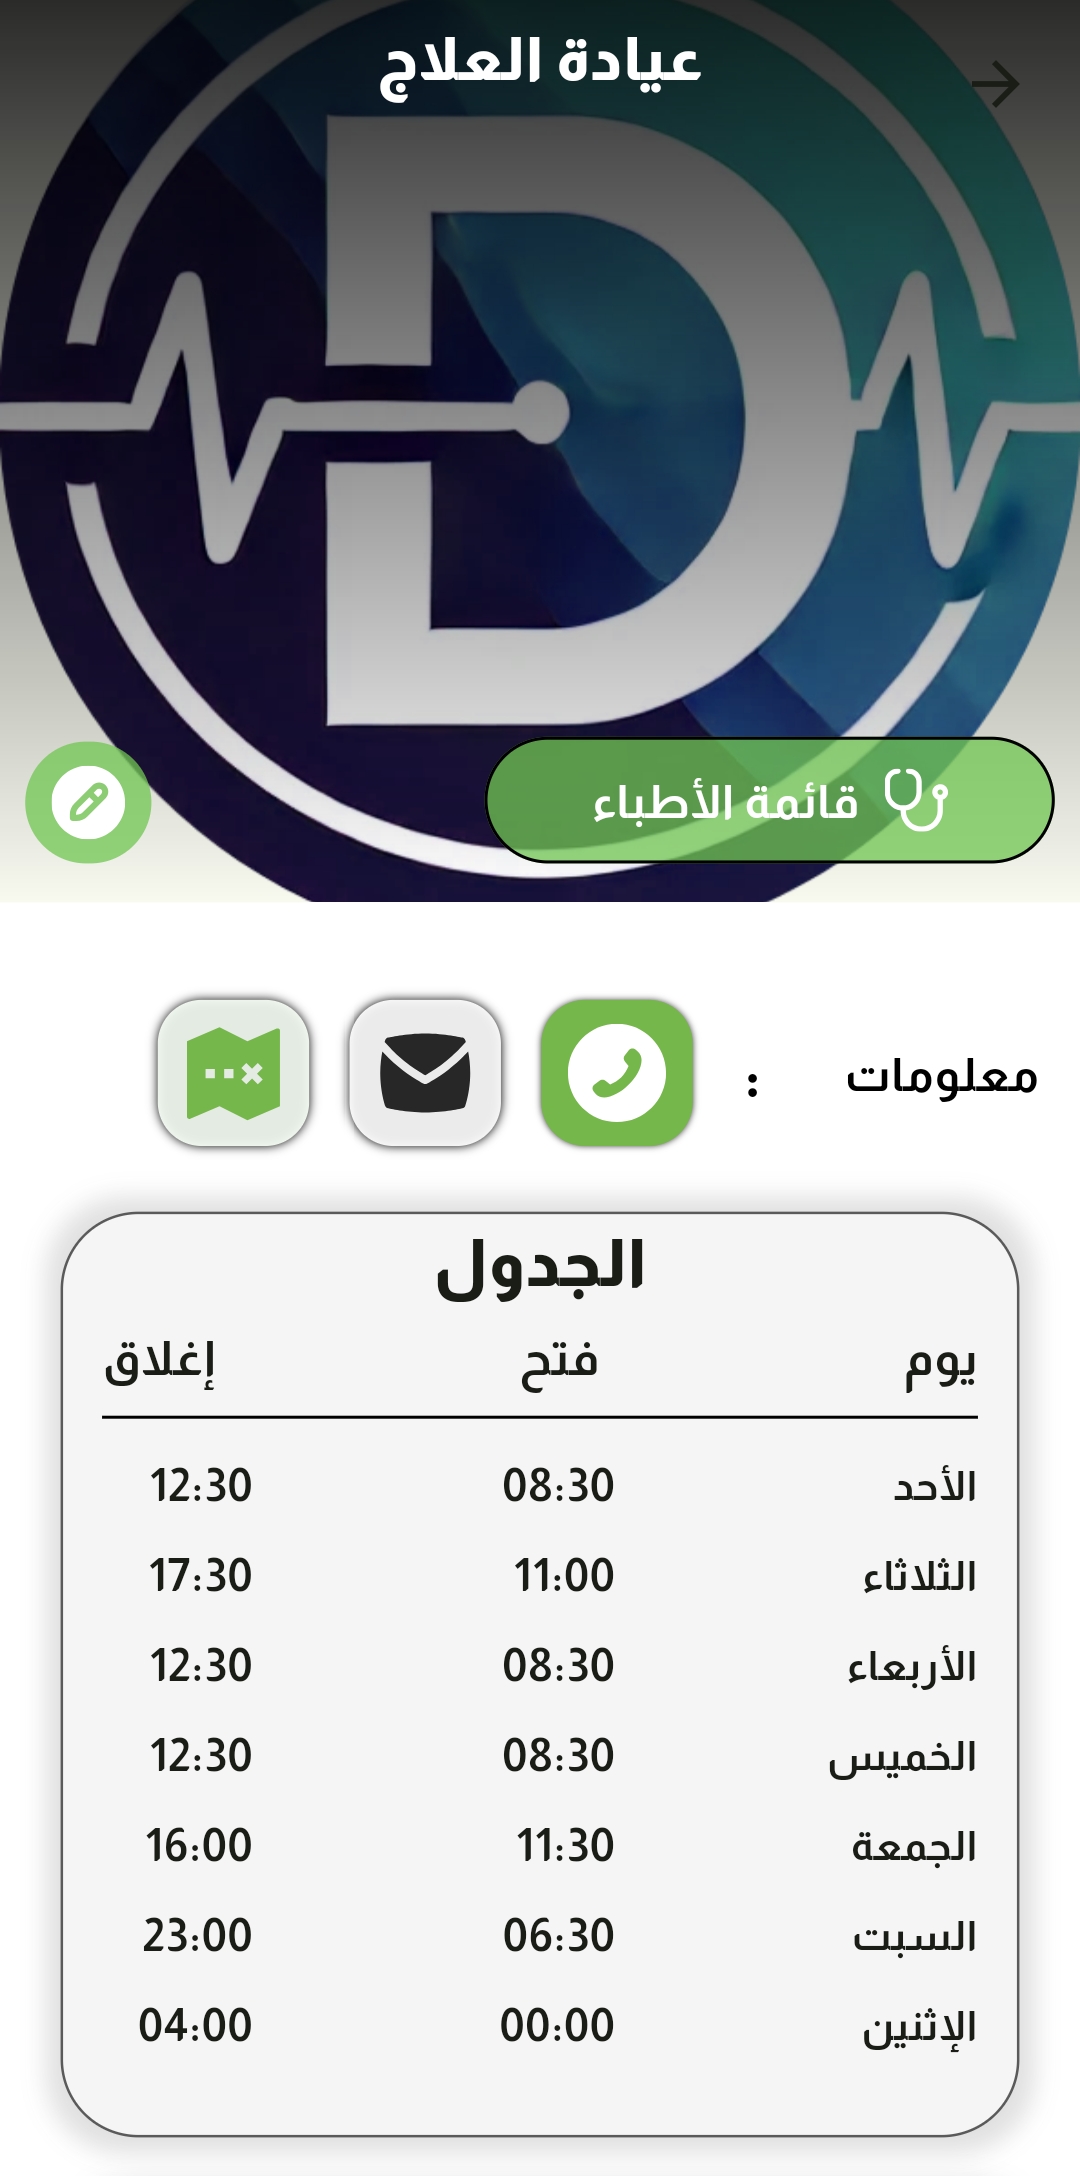 عيادة العلاج
D
قائمة الأطباء
معلومات :
الجدول
يوم فتح إغلاق
الأحد 08:30 12:30
الثلاثاء 11:00 17:30
الأربعاء 08:30 12:30
الخميس 08:30 12:30
الجمعة 11:30 16:00
السبت 06:30 23:00
الإثنين 00:00 04:00